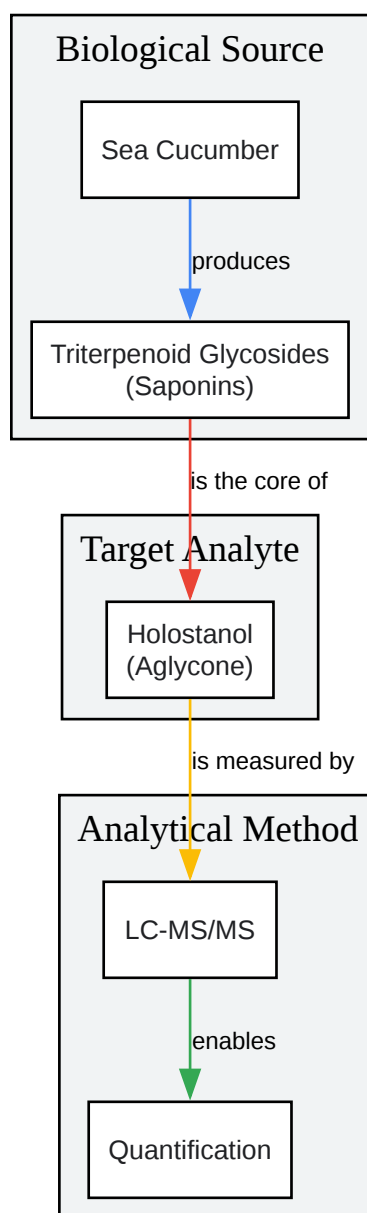 Biological Source
Sea Cucumber
produces
Triterpenoid Glycosides
(Saponins)
is the core of
Target Analyte
Holostanol
(Aglycone)
is measured by
Analytical Method
LC-MS/MS
enables
Quantification